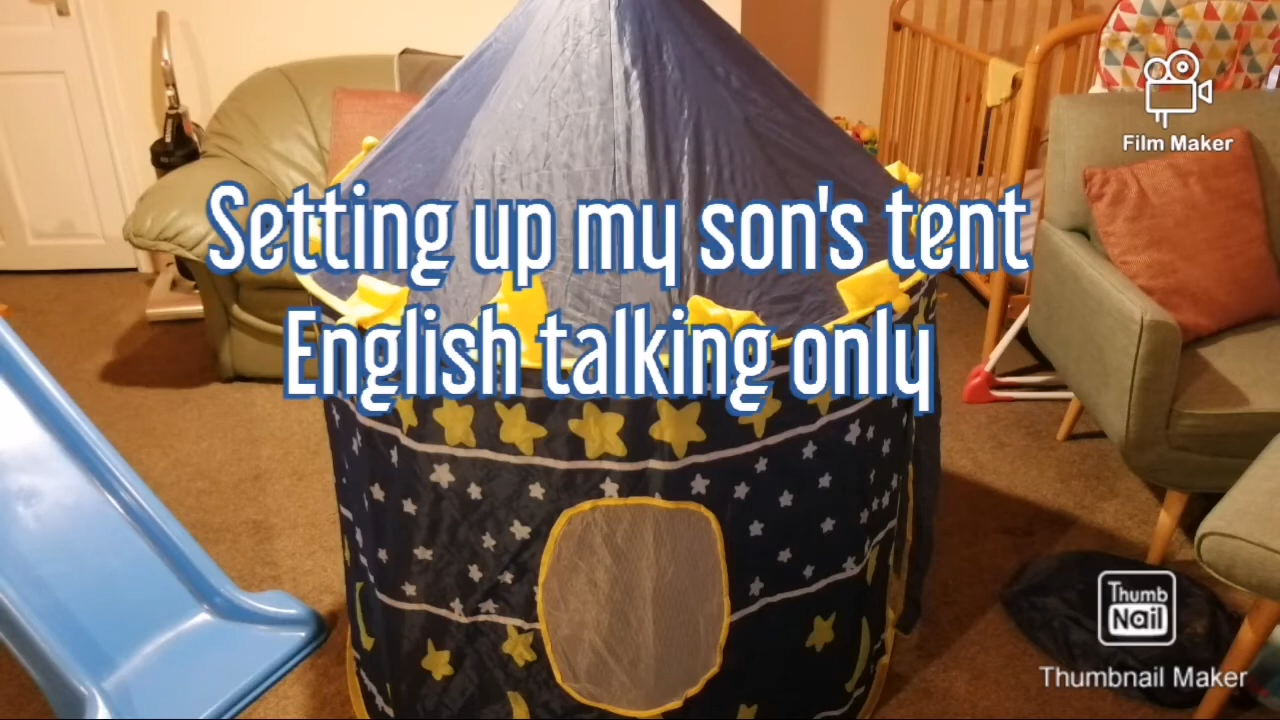 Film Maker
Setting up my son's tent
English talking only
Thumb
Nail
Thumbnail Maker